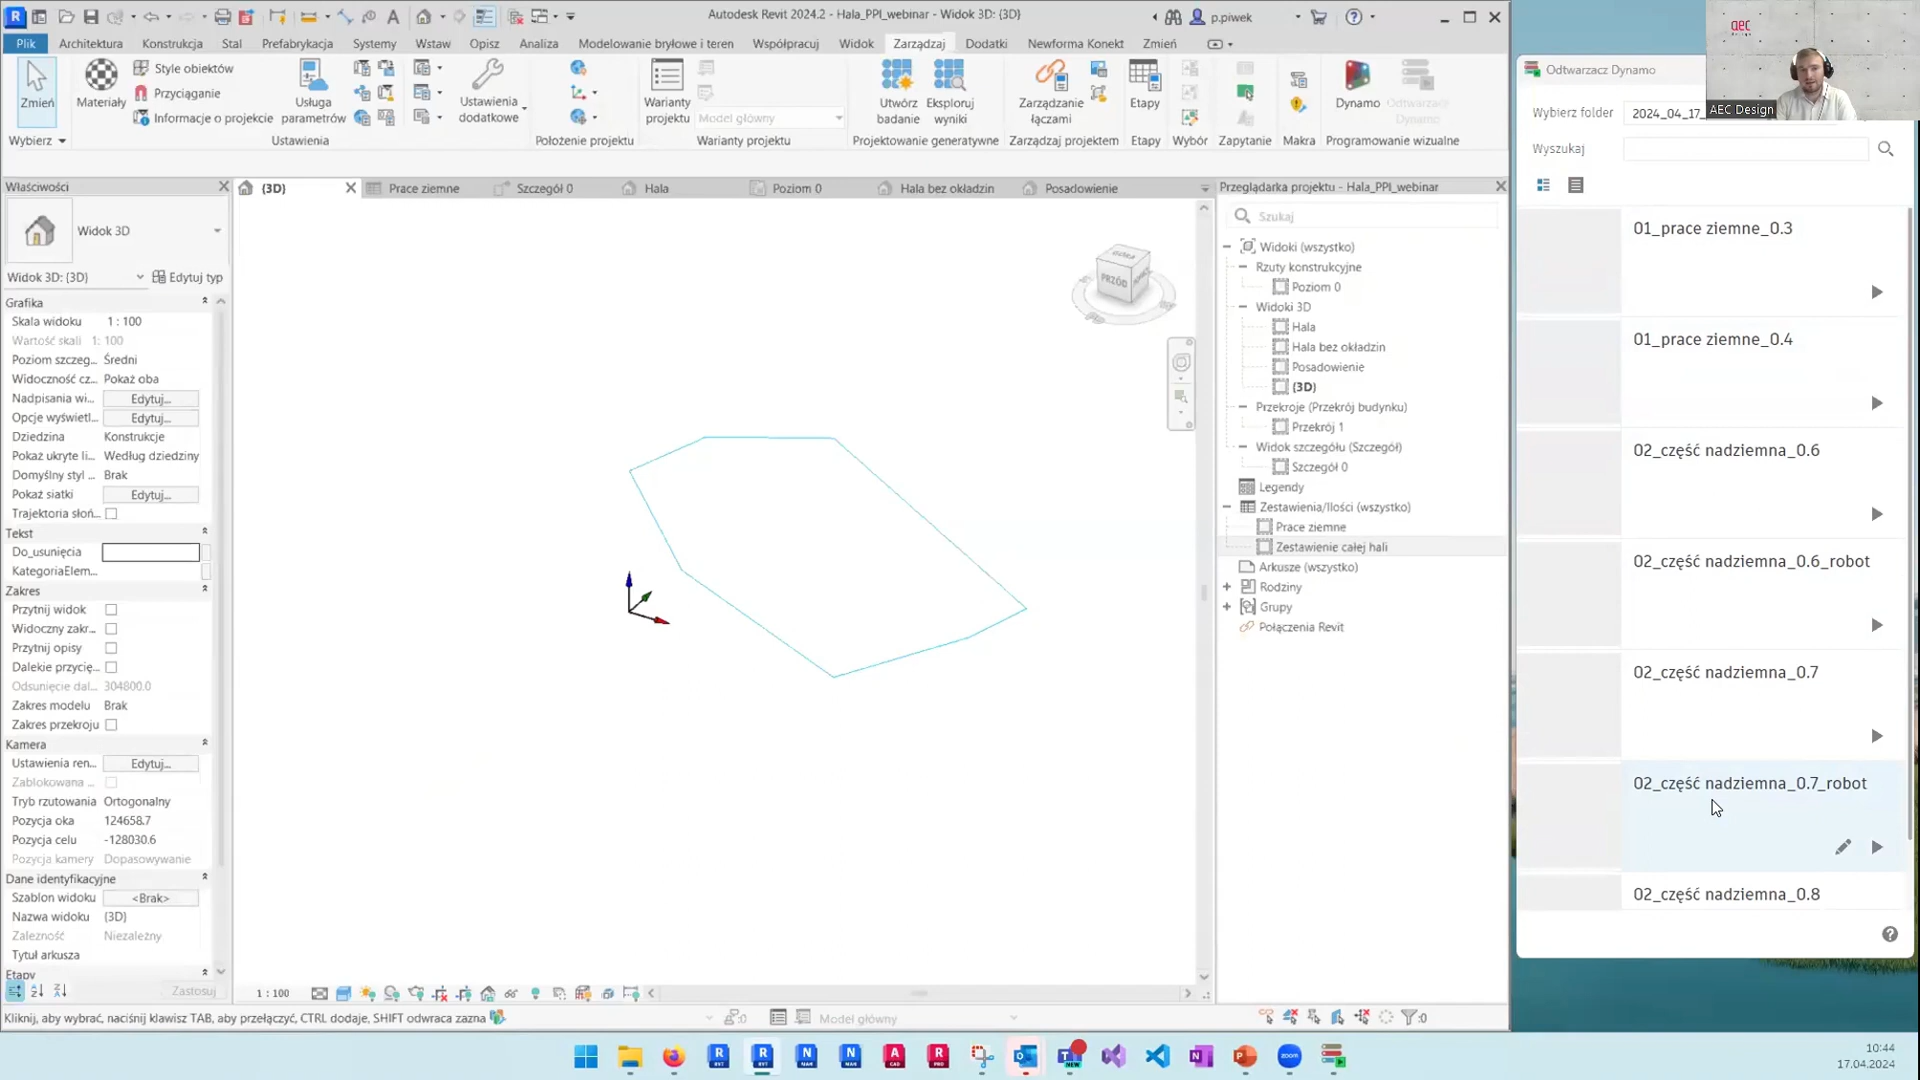 Autodesk Revit 2024.2 - Hala_PPI_webinar - Widok 3D: {3D}
p.piwek
Plik
Architektura
Konstrukcja
Stal
Prefabrykacja
Systemy
Wstaw
Opisz
Analiza
Modelowanie bryłowe i teren
Współpracuj
Widok
Zarządzaj
Dodatki
Newforma Konekt
Zmień
Zmień
Materiały
Style obiektów
Przyciąganie
Informacje o projekcie
Usługa
parametrów
Ustawienia
dodatkowe
Warianty
projektu
Model główny
Utwórz
badanie
Eksploruj
wyniki
Zarządzanie
łączami
Etapy
Dynamo
Odtwarzacz
Dynamo
Wybierz
Ustawienia
Położenie projektu
Warianty projektu
Projektowanie generatywne
Zarządzaj projektem
Etapy
Wybór
Zapytanie
Makra
Programowanie wizualne
Właściwości
Widok 3D
Widok 3D: {3D}
Edytuj typ
Grafika
Skala widoku 1 : 100
Wartość skali 1: 100
Poziom szczeg... Średni
Widoczność cz... Pokaż oba
Nadpisania wi... Edytuj...
Opcje wyświetl... Edytuj...
Dziedzina Konstrukcje
Pokaż ukryte li... Według dziedziny
Domyślny styl ... Brak
Pokaż siatki Edytuj...
Trajektoria słoń...
Tekst
Do_usunięcia
KategoriaElem...
Zakres
Przytnij widok
Widoczny zakr...
Przytnij opisy
Dalekie przycię...
Odsunięcie dal... 304800.0
Zakres modelu Brak
Zakres przekroju
Kamera
Ustawienia ren... Edytuj...
Zablokowana ...
Tryb rzutowania Ortogonalny
Pozycja oka 124658.7
Pozycja celu -128030.6
Pozycja kamery Dopasowywanie
Dane identyfikacyjne
Szablon widoku <Brak>
Nazwa widoku {3D}
Zależność Niezależny
Tytuł arkusza
Etapy
Zastosuj
{3D}
Prace ziemne
Szczegół 0
Hala
Poziom 0
Hala bez okładzin
Posadowienie
GÓRA
PRZÓD
1 : 100
Przeglądarka projektu - Hala_PPI_webinar
Szukaj
Widoki (wszystko)
Rzuty konstrukcyjne
Poziom 0
Widoki 3D
Hala
Hala bez okładzin
Posadowienie
{3D}
Przekroje (Przekrój budynku)
Przekrój 1
Widok szczegółu (Szczegół)
Szczegół 0
Legendy
Zestawienia/Ilości (wszystko)
Prace ziemne
Zestawienie całej hali
Arkusze (wszystko)
Rodziny
Grupy
Połączenia Revit
Kliknij, aby wybrać, naciśnij klawisz TAB, aby przełączyć, CTRL dodaje, SHIFT odwraca zazna
:0
Model główny
:0
Odtwarzacz Dynamo
Wybierz folder 2024_04_17_
Wyszukaj
01_prace ziemne_0.3
01_prace ziemne_0.4
02_część nadziemna_0.6
02_część nadziemna_0.6_robot
02_część nadziemna_0.7
02_część nadziemna_0.7_robot
02_część nadziemna_0.8
aec
AEC Design
10:44
17.04.2024